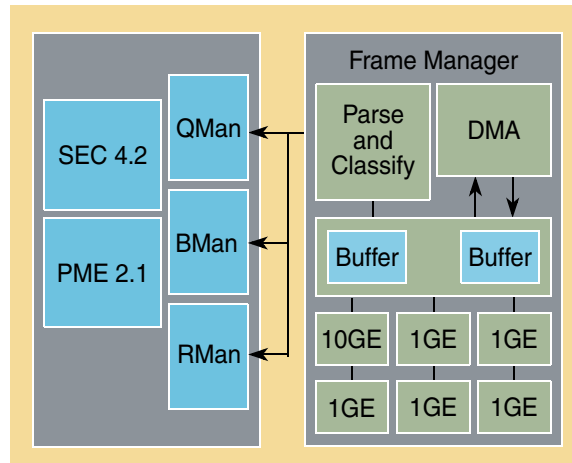 SEC 4.2
PME 2.1
QMan
BMan
RMan
Frame Manager
Parse
and
Classify
DMA
Buffer
Buffer
10GE
1GE
1GE
1GE
1GE
1GE